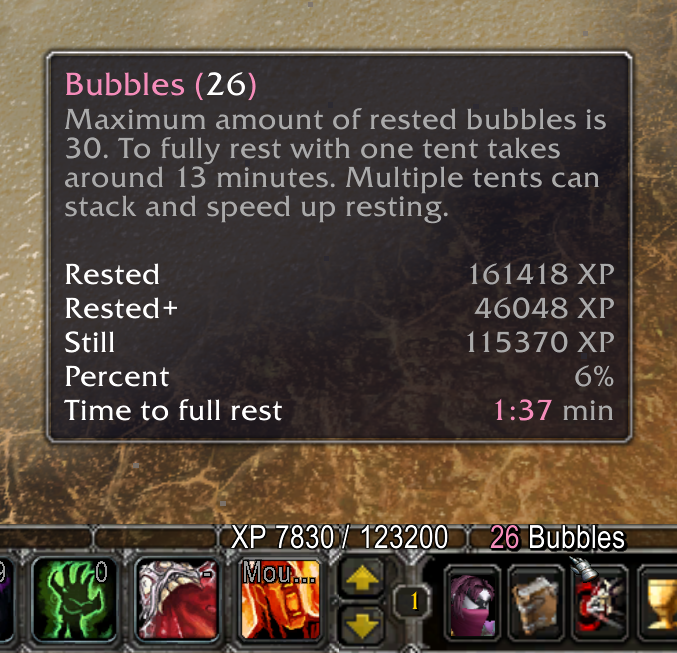 Bubbles (26)
Maximum amount of rested bubbles is
30. To fully rest with one tent takes
around 13 minutes. Multiple tents can
stack and speed up resting.
Rested 161418 XP
Rested+ 46048 XP
Still 115370 XP
Percent 6%
Time to full rest 1:37 min
XP 7830 / 123200 26 Bubbles
9 0 - Mou... 1